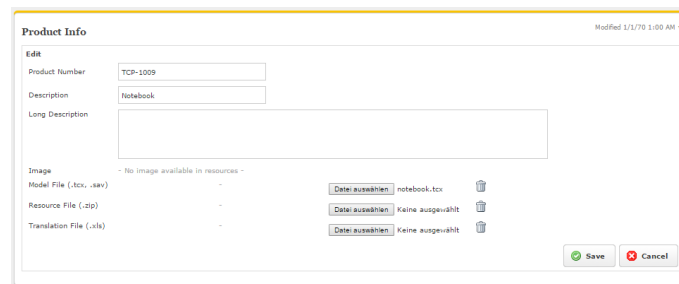 Product Info
Modified 1/1/70 1:00 AM
Edit
Product Number TCP-1009
Description Notebook
Long Description
Image - No image available in resources -
Model File (.tcx, .sav) - Datei auswählen notebook.tcx
Resource File (.zip) - Datei auswählen Keine ausgewählt
Translation File (.xls) - Datei auswählen Keine ausgewählt
Save Cancel